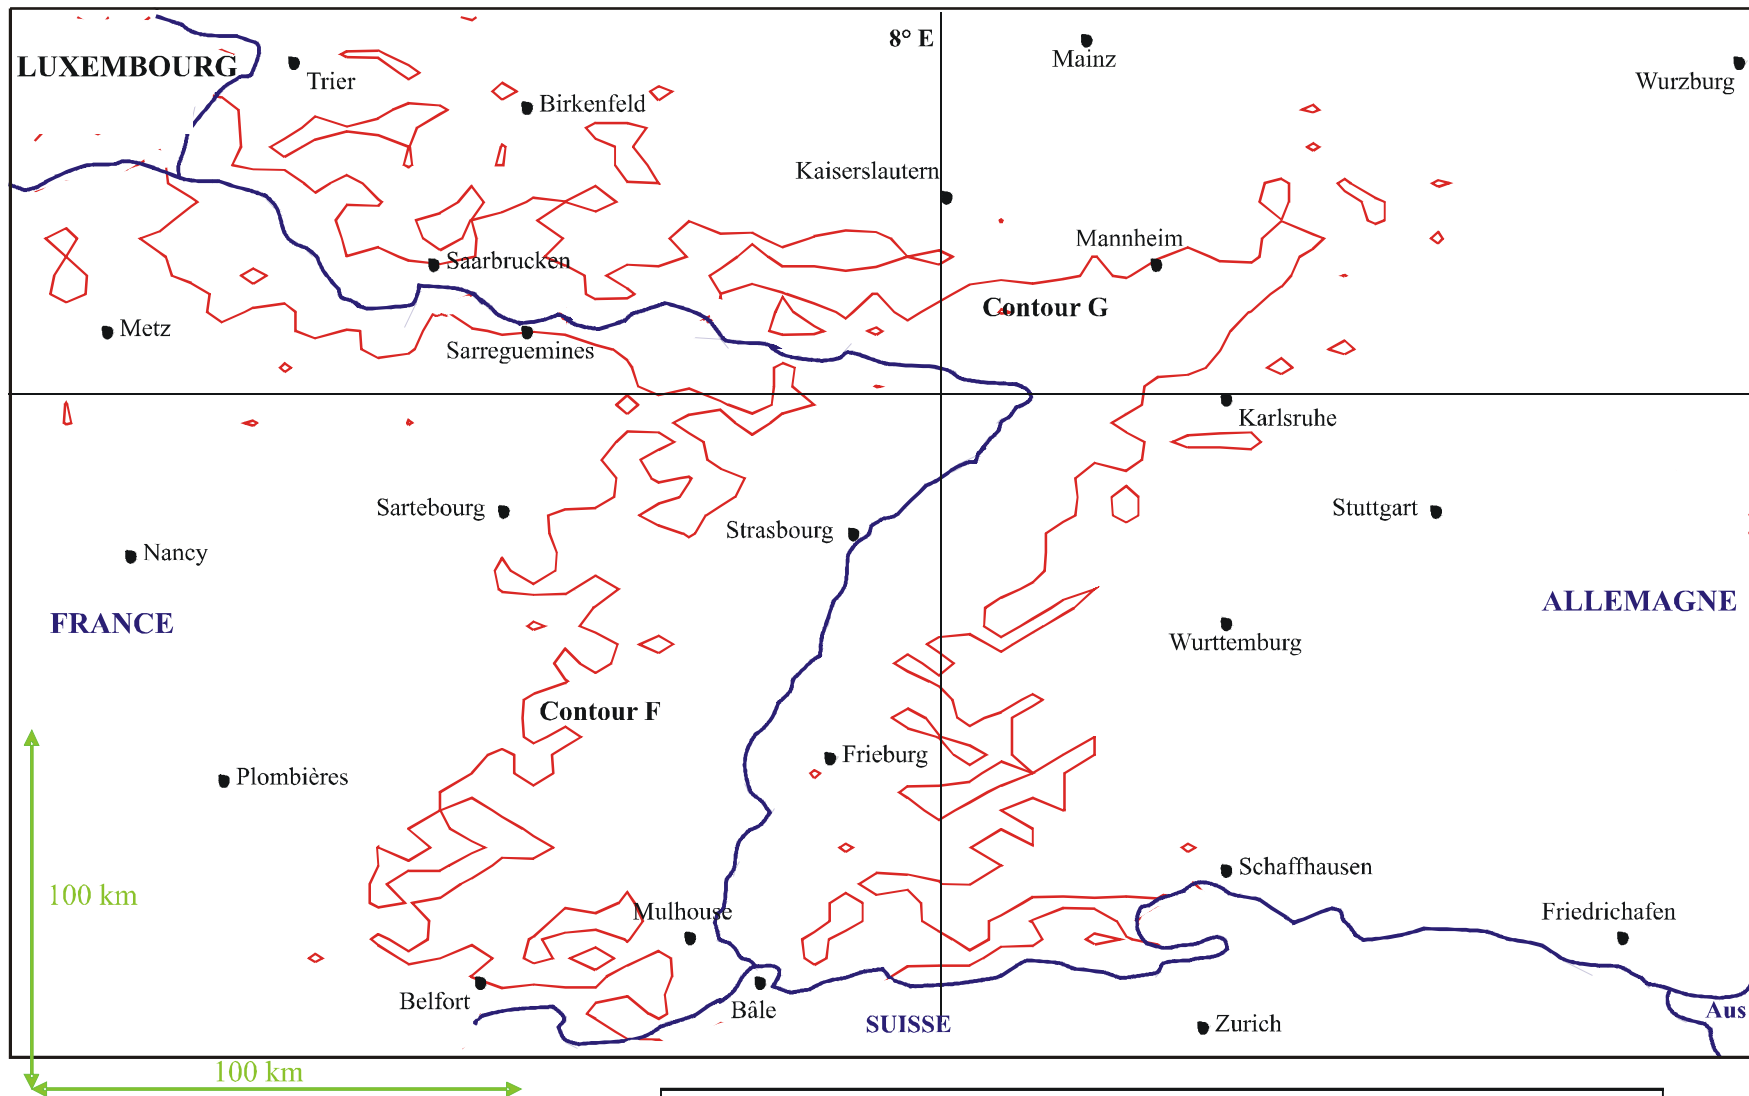 8° E
Mainz
LUXEMBOURG
Trier
Wurzburg
Birkenfeld
Kaiserslautern
Mannheim
Saarbrucken
Contour G
Metz
Sarreguemines
Karlsruhe
Sartebourg
Stuttgart
Strasbourg
Nancy
FRANCE
ALLEMAGNE
Wurttemburg
Contour F
Frieburg
Plombières
Schaffhausen
100 km
Mulhouse
Friedrichafen
Belfort
Bâle
SUISSE
Zurich
Aus
100 km